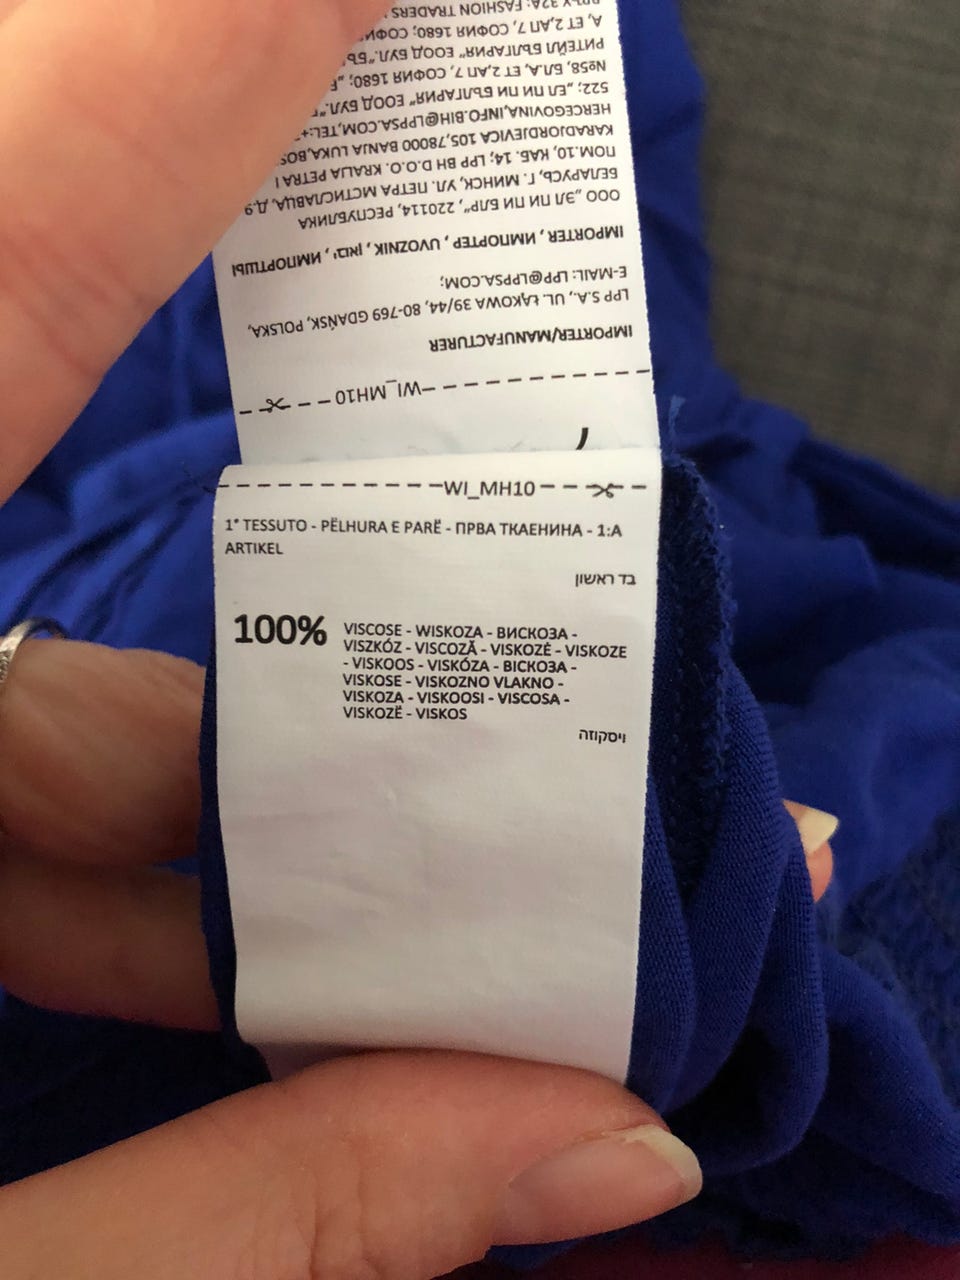 FASHION TRADERS
А, ЕТ 2,АП 7, СОФИЯ 1680; СОФИЯ
РИТЕЙЛ БЪЛГАРИЯ“ ЕООД БУЛ.
№58, БЛ.А, ЕТ 2,АП 7, СОФИЯ 1680;
522; „ЕЛ ПИ ПИ БЪЛГАРИЯ“ ЕООД БУЛ.
HERCEGOVINA,INFO.BIH@LPPSA.COM,TEL:+
KARADJORDJEVICA 105,78000 BANJA LUKA,
ПОМ.10, КАБ. 14; LPP BH D.O.O. KRALJA PETRA I
БЕЛАРУСЬ, Г. МИНСК, УЛ. ПЕТРА МСТИСЛАВЦА, Д.9,
ООО „ЭЛ ПИ ПИ БЛР“, 220114, РЕСПУБЛИКА
IMPORTER , ИМПОРТЕР , UVOZNIK , יבואן , ИМПОРТШЫ
E-MAIL: LPP@LPPSA.COM;
LPP S.A., UL. ŁĄKOWA 39/44, 80-769 GDAŃSK, POLSKA,
IMPORTER/MANUFACTURER
WI_MH10
WI_MH10
1° TESSUTO - PËLHURA E PARË - ПРВА ТКАЕНИНА - 1:A
ARTIKEL
בד ראשון
100% VISCOSE - WISKOZA - ВИСКОЗА -
VISZKÓZ - VISCOZĂ - VISKOZĖ - VISKOZE
- VISKOOS - VISKÓZA - ВІСКОЗА -
VISKOSE - VISKOZNO VLAKNO -
VISKOZA - VISKOOSI - VISCOSA -
VISKOZË - VISKOS
ויסקוזה